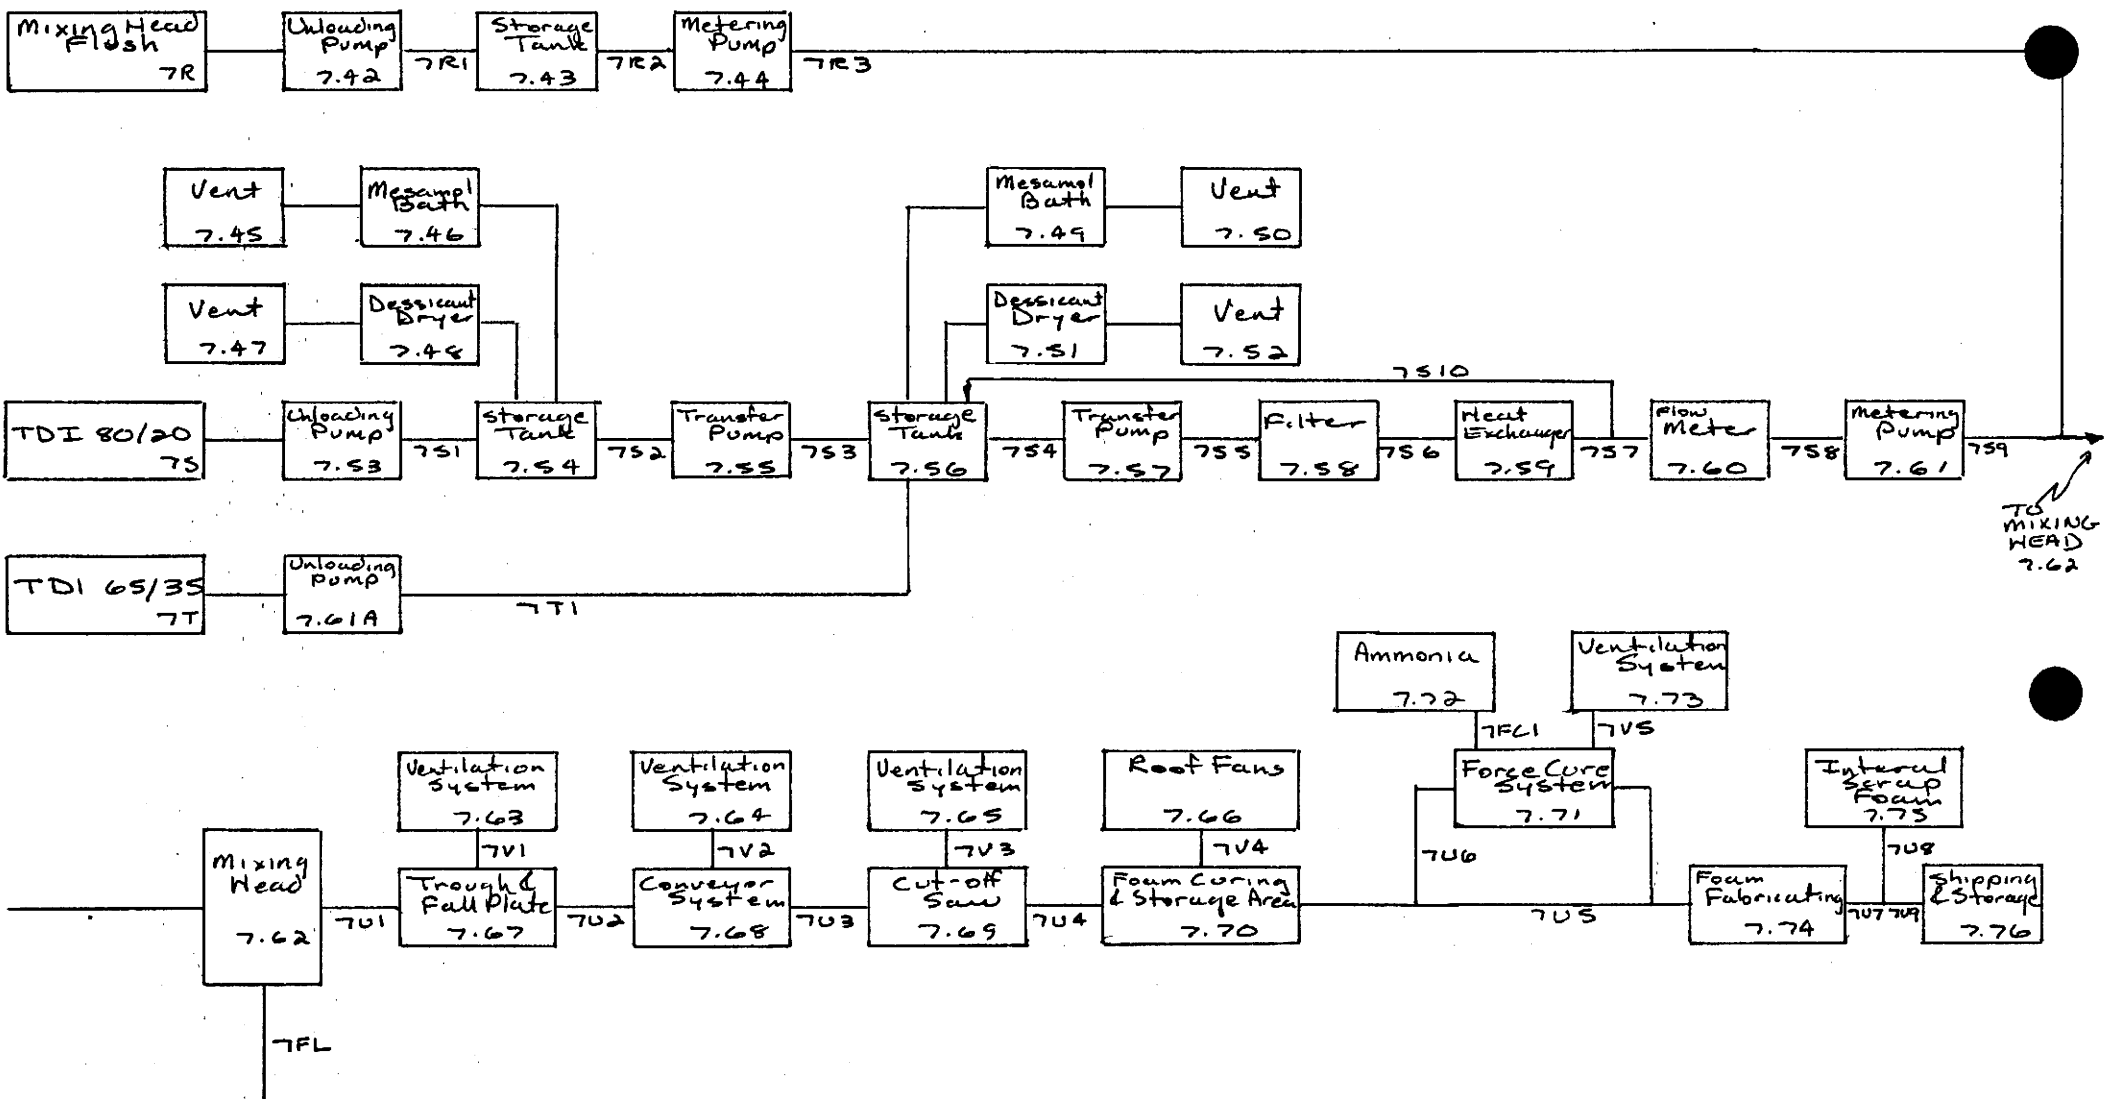 Mixing Head
Flush
7R
Unloading
Pump
7.42
7R1
Storage
Tank
7.43
7R2
Metering
Pump
7.44
7R3
Vent
7.45
Mesampl
Bath
7.46
Mesamol
Bath
7.49
Vent
7.50
Vent
7.47
Dessicant
Dryer
7.48
Dessicant
Dryer
7.51
Vent
7.52
7S10
TDI 80/20
7S
Unloading
Pump
7.53
7S1
Storage
Tank
7.54
7S2
Transfer
Pump
7.55
7S3
Storage
Tank
7.56
7S4
Transfer
Pump
7.57
7S5
Filter
7.58
7S6
Heat
Exchanger
7.59
7S7
Flow
Meter
7.60
7S8
Metering
Pump
7.61
7S9
TO
MIXING
HEAD
7.62
TDI 65/35
7T
Unloading
Pump
7.61A
7T1
Ammonia
7.72
Ventilation
System
7.73
7FC1
7V5
Ventilation
System
7.63
Ventilation
System
7.64
Ventilation
System
7.65
Roof Fans
7.66
Force Cure
System
7.71
Internal
Scrap
Foam
7.75
7V1
7V2
7V3
7V4
7U6
7U8
Mixing
Head
7.62
7U1
Trough &
Fall Plate
7.67
7U2
Conveyor
System
7.68
7U3
Cut-off
Saw
7.69
7U4
Foam Curing
& Storage Area
7.70
7U5
Foam
Fabricating
7.74
7U7 7U9
Shipping
& Storage
7.76
7FL